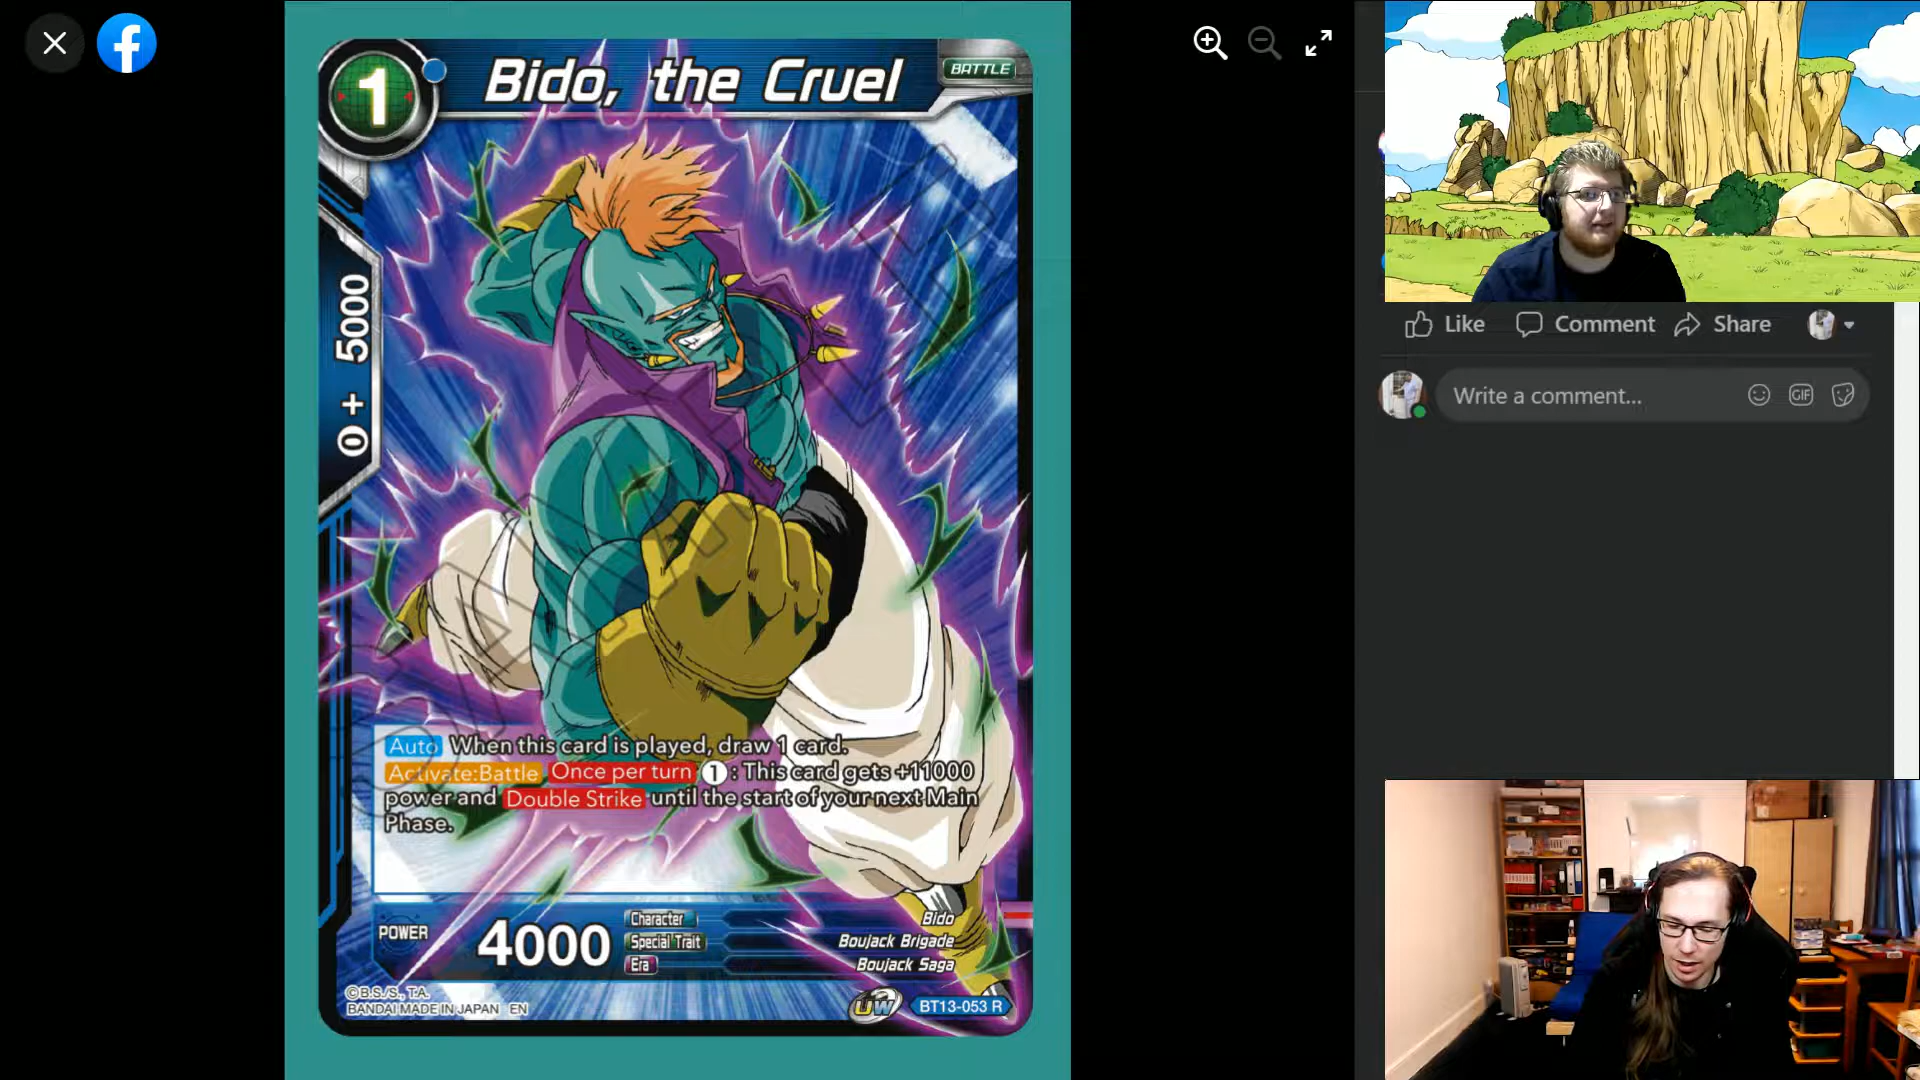 1
Bido, the Cruel
BATTLE
0 + 5000
Auto When this card is played, draw 1 card.
Activate:Battle Once per turn 1 : This card gets +11000
power and Double Strike until the start of your next Main
Phase.
POWER 4000
Character Bido
Special Trait Boujack Brigade
Era Boujack Saga
©B.S./S., T.A.
BANDAI MADE IN JAPAN EN
UW
BT13-053 R
Like Comment Share
Write a comment...
GIF